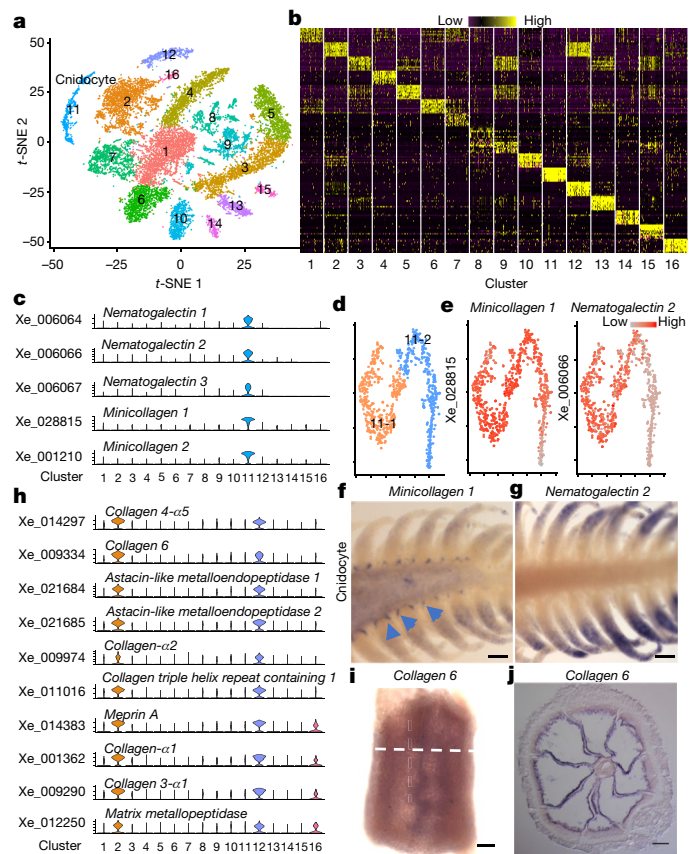 a
50
25
0
−25
−50
t-SNE 2
−25
0
25
t-SNE 1
Cnidocyte
1
2
3
4
5
6
7
8
9
10
11
12
13
14
15
16
b
Low High
1 2 3 4 5 6 7 8 9 10 11 12 13 14 15 16
Cluster
c
Xe_006064 Nematogalectin 1
Xe_006066 Nematogalectin 2
Xe_006067 Nematogalectin 3
Xe_028815 Minicollagen 1
Xe_001210 Minicollagen 2
Cluster 1 2 3 4 5 6 7 8 9 10 11 12 13 14 15 16
d
11-2
11-1
e
Minicollagen 1
Xe_028815
Nematogalectin 2
Low High
Xe_006066
f
Minicollagen 1
Cnidocyte
g
Nematogalectin 2
h
Xe_014297 Collagen 4-α5
Xe_009334 Collagen 6
Xe_021684 Astacin-like metalloendopeptidase 1
Xe_021685 Astacin-like metalloendopeptidase 2
Xe_009974 Collagen-α2
Xe_011016 Collagen triple helix repeat containing 1
Xe_014383 Meprin A
Xe_001362 Collagen-α1
Xe_009290 Collagen 3-α1
Xe_012250 Matrix metallopeptidase
Cluster 1 2 3 4 5 6 7 8 9 10 11 12 13 14 15 16
i
Collagen 6
j
Collagen 6